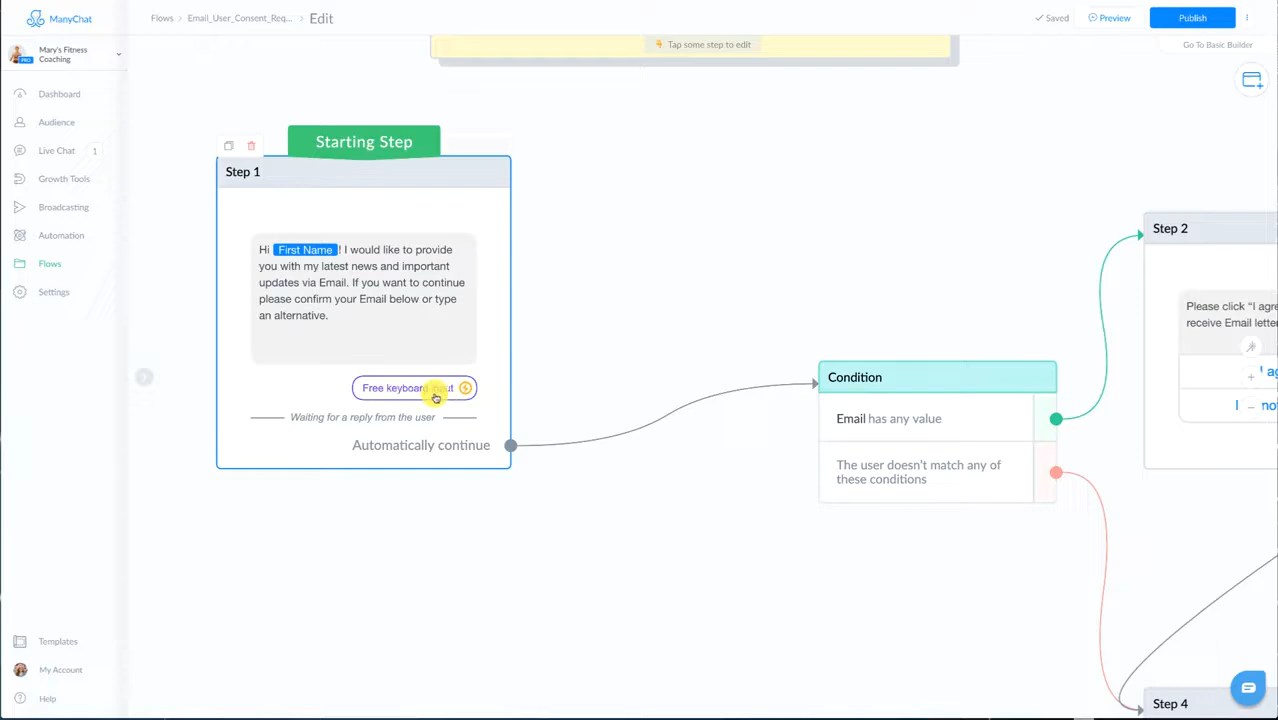 ManyChat
Flows
Email_User_Consent_Req...
Edit
Saved
Preview
Publish
Mary's Fitness
Coaching
PRO
Tap some step to edit
Go To Basic Builder
Dashboard
Audience
Live Chat
1
Growth Tools
Broadcasting
Automation
Flows
Settings
Starting Step
Step 1
Hi First Name ! I would like to provide
you with my latest news and important
updates via Email. If you want to continue
please confirm your Email below or type
an alternative.
Free keyboard input
Waiting for a reply from the user
Automatically continue
Condition
Email has any value
The user doesn't match any of
these conditions
Step 2
Please click "I agre
receive Email letter
I ag
I
not
Step 4
Templates
My Account
Help